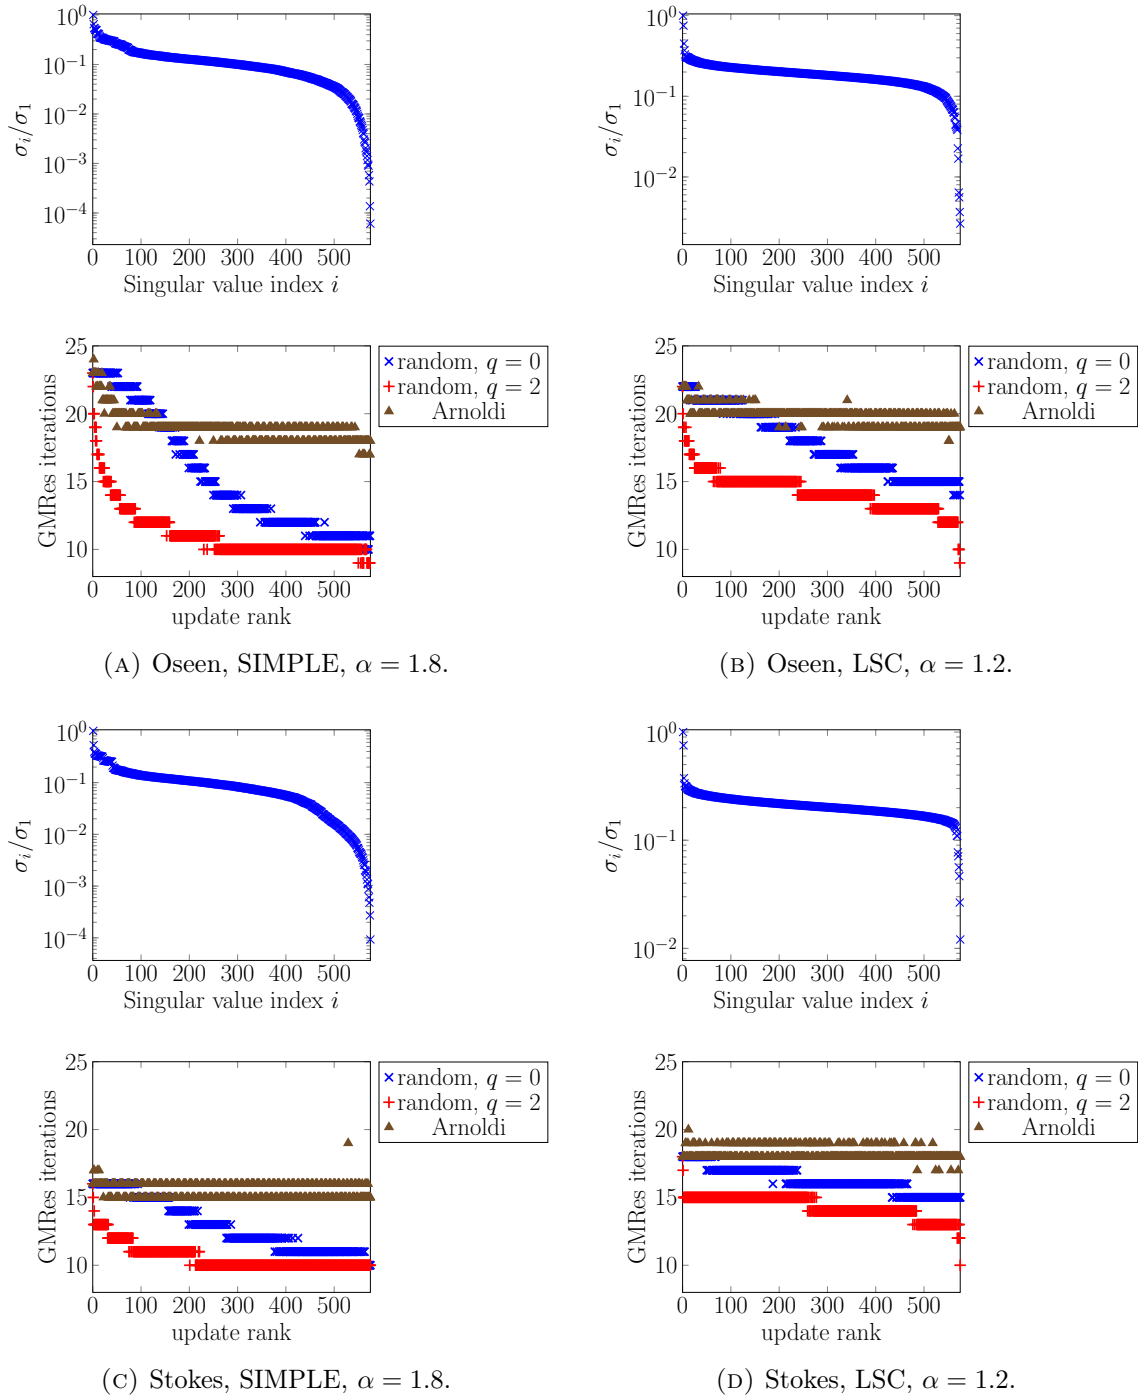 10^0
10^−1
10^−2
10^−3
10^−4
σ_i/σ_1
0 100 200 300 400 500
Singular value index i
10^0
10^−1
10^−2
σ_i/σ_1
0 100 200 300 400 500
Singular value index i
25
20
15
10
GMRes iterations
0 100 200 300 400 500
update rank
random, q = 0
random, q = 2
Arnoldi
25
20
15
10
GMRes iterations
0 100 200 300 400 500
update rank
random, q = 0
random, q = 2
Arnoldi
(A) Oseen, SIMPLE, α = 1.8.
(B) Oseen, LSC, α = 1.2.
10^0
10^−1
10^−2
10^−3
10^−4
σ_i/σ_1
0 100 200 300 400 500
Singular value index i
10^0
10^−1
10^−2
σ_i/σ_1
0 100 200 300 400 500
Singular value index i
25
20
15
10
GMRes iterations
0 100 200 300 400 500
update rank
random, q = 0
random, q = 2
Arnoldi
25
20
15
10
GMRes iterations
0 100 200 300 400 500
update rank
random, q = 0
random, q = 2
Arnoldi
(C) Stokes, SIMPLE, α = 1.8.
(D) Stokes, LSC, α = 1.2.